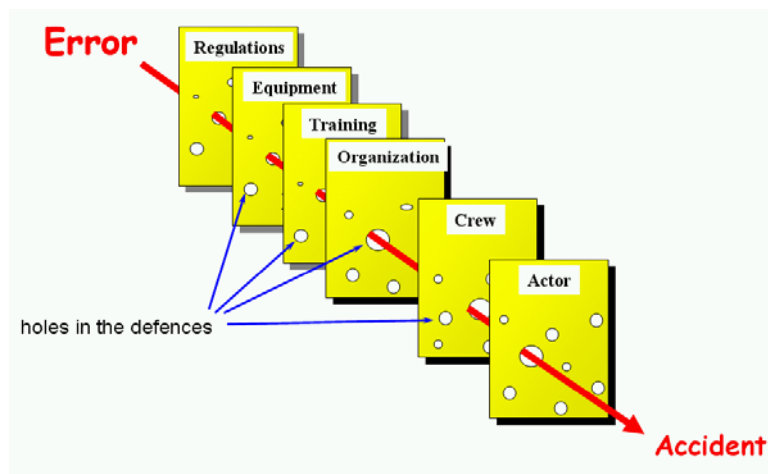 Error
Regulations
Equipment
Training
Organization
Crew
Actor
holes in the defences
Accident